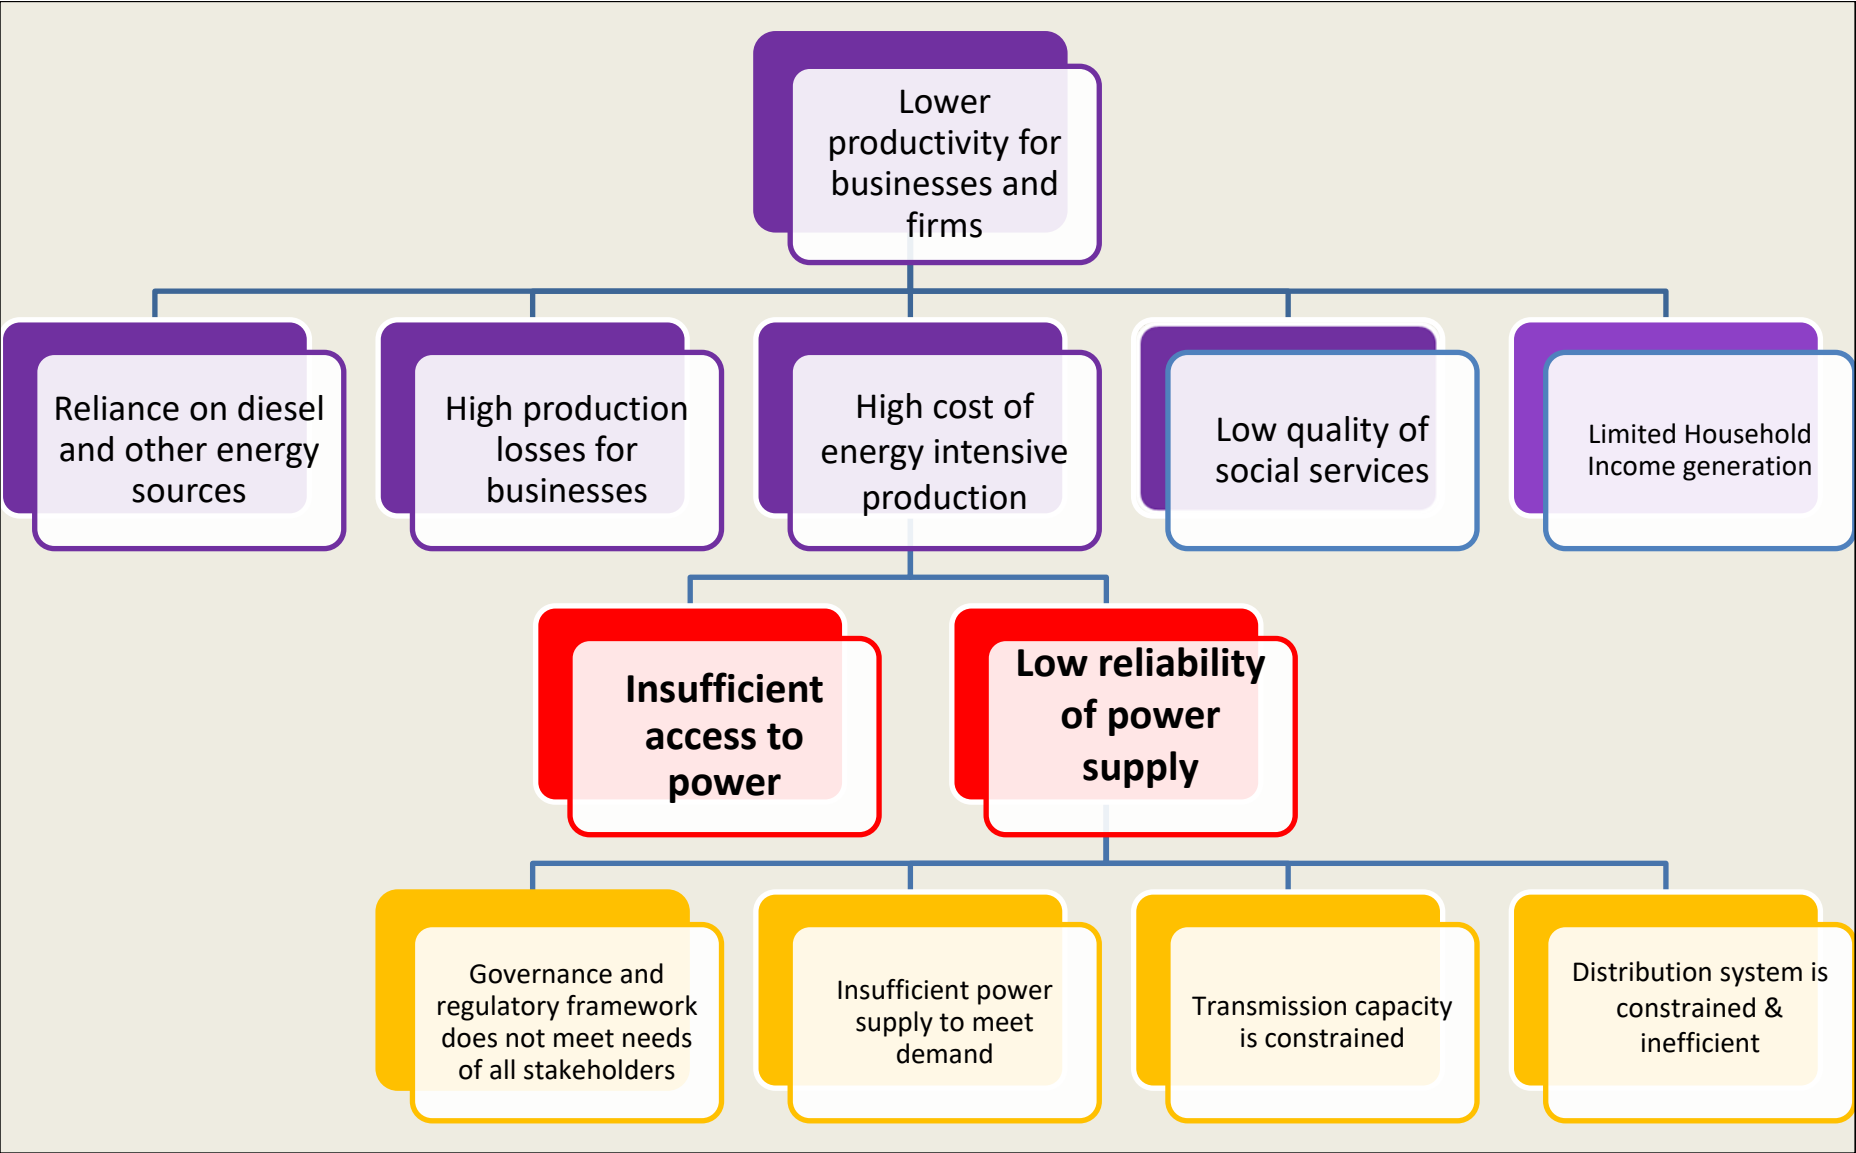 Lower
productivity for
businesses and
firms
Reliance on diesel
and other energy
sources
High production
losses for
businesses
High cost of
energy intensive
production
Low quality of
social services
Limited Household
Income generation
Insufficient
access to
power
Low reliability
of power
supply
Governance and
regulatory framework
does not meet needs
of all stakeholders
Insufficient power
supply to meet
demand
Transmission capacity
is constrained
Distribution system is
constrained &
inefficient